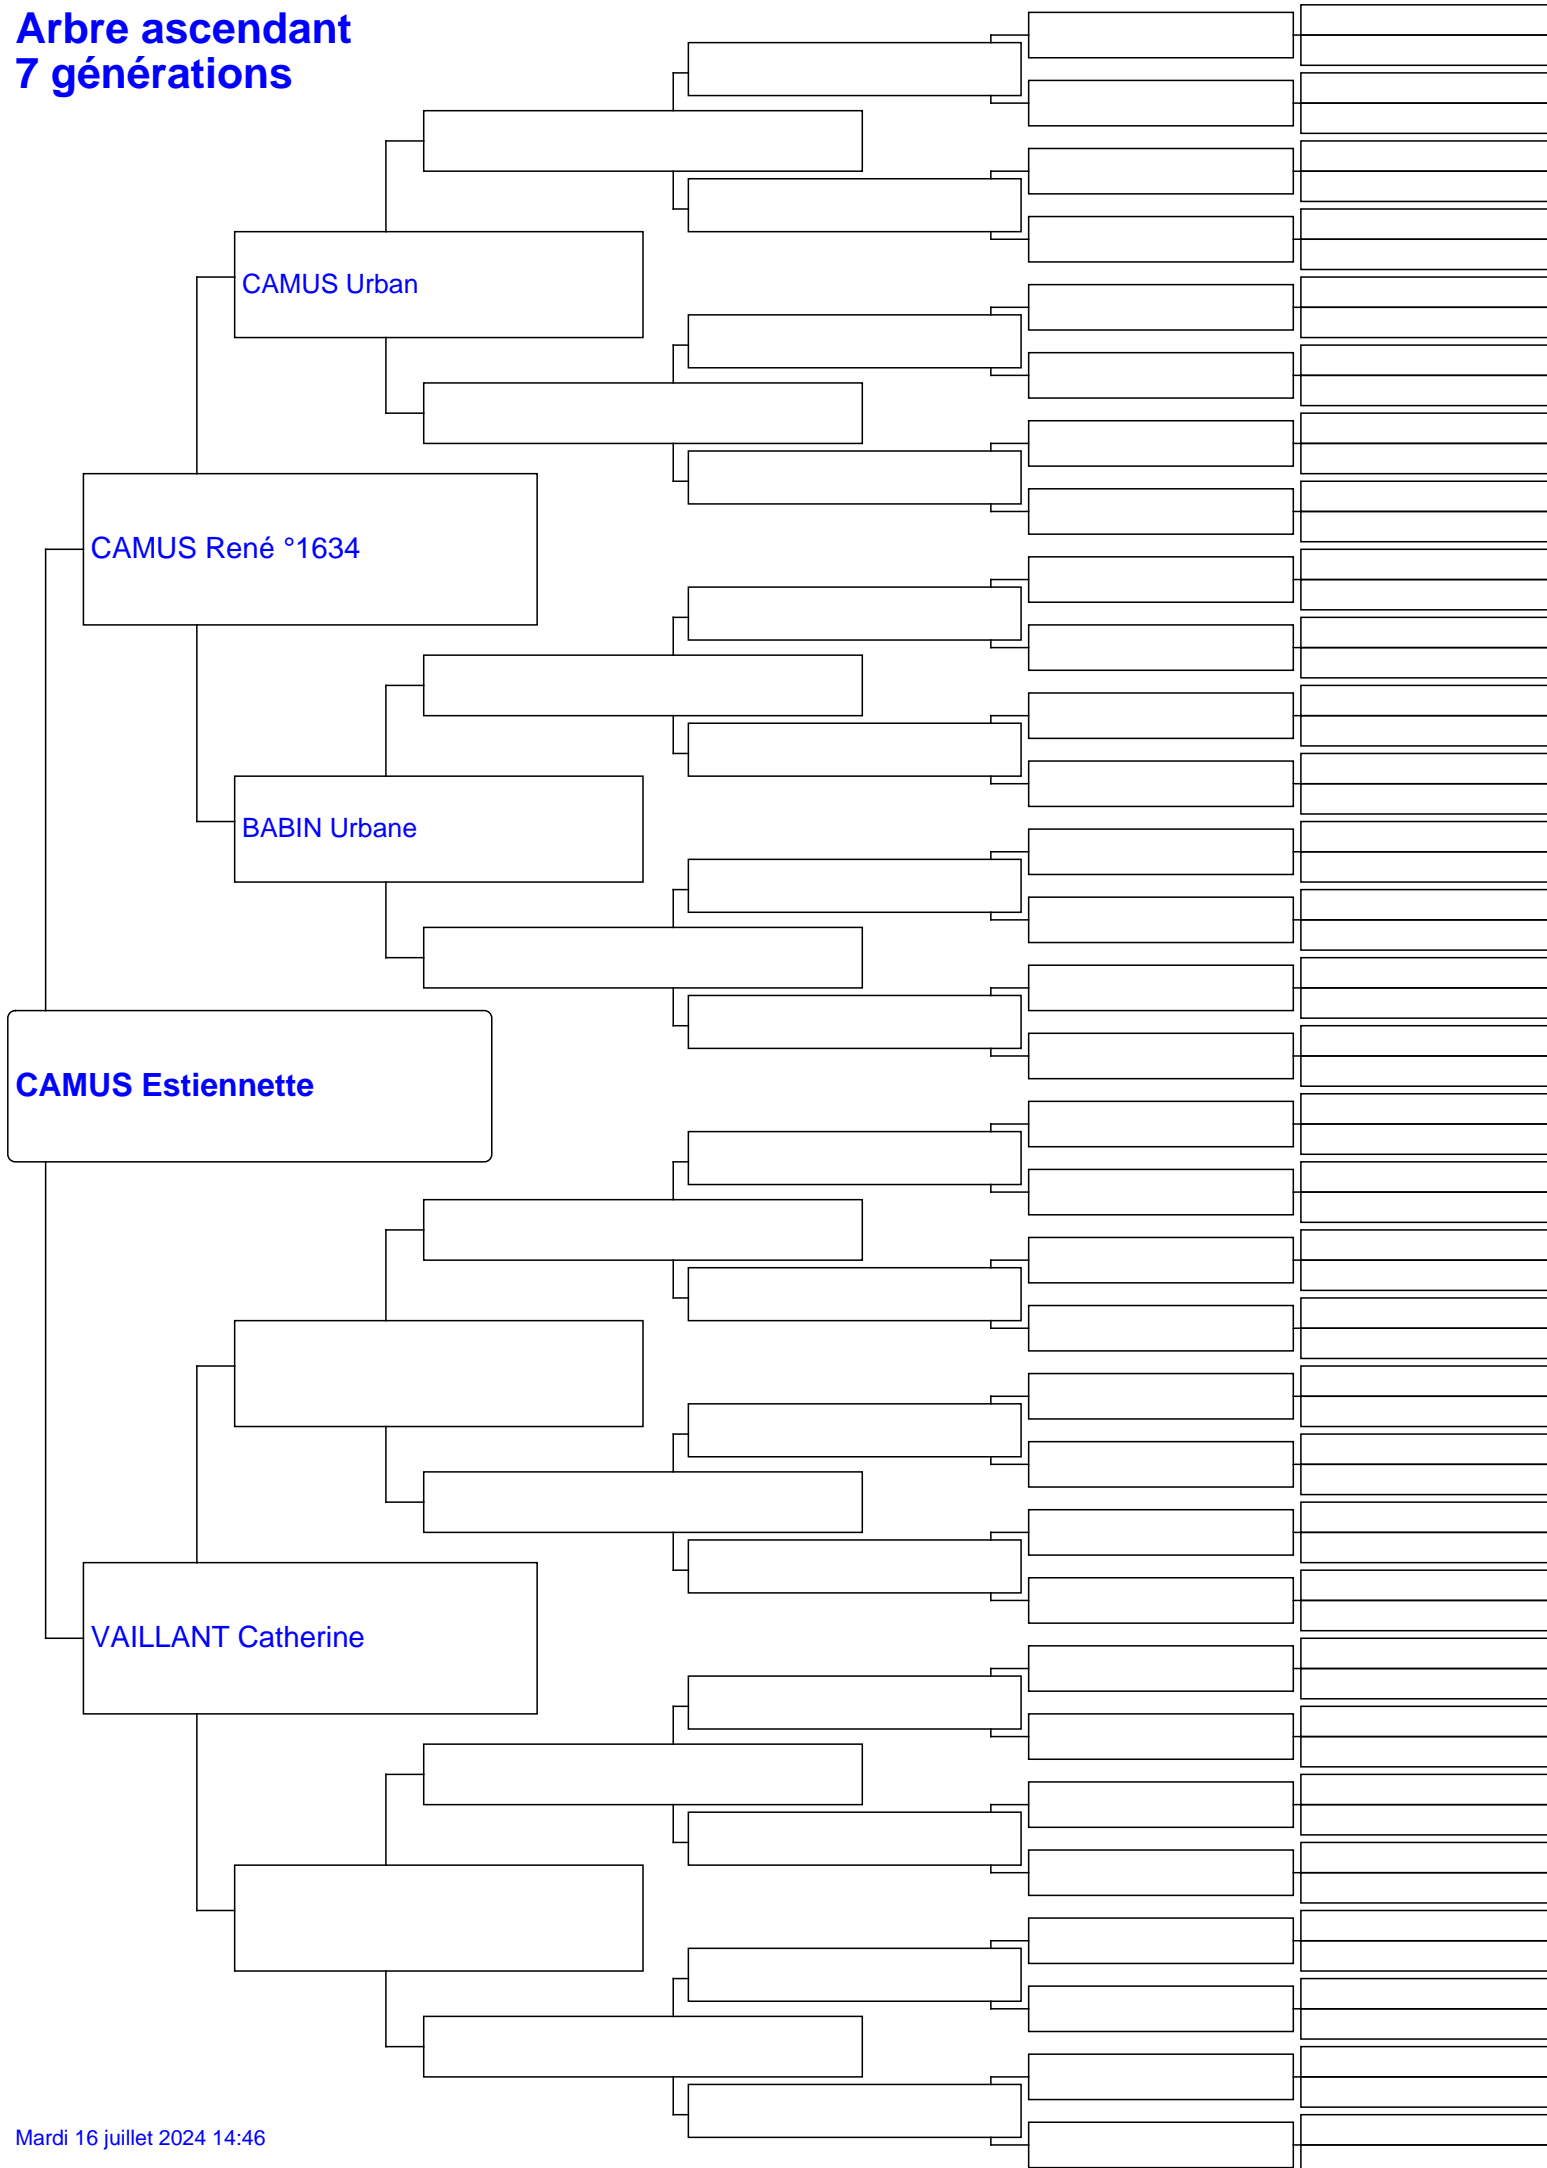 Arbre ascendant
7 générations
CAMUS Urban
CAMUS René °1634
BABIN Urbane
CAMUS Estiennette
VAILLANT Catherine
Mardi 16 juillet 2024 14:46